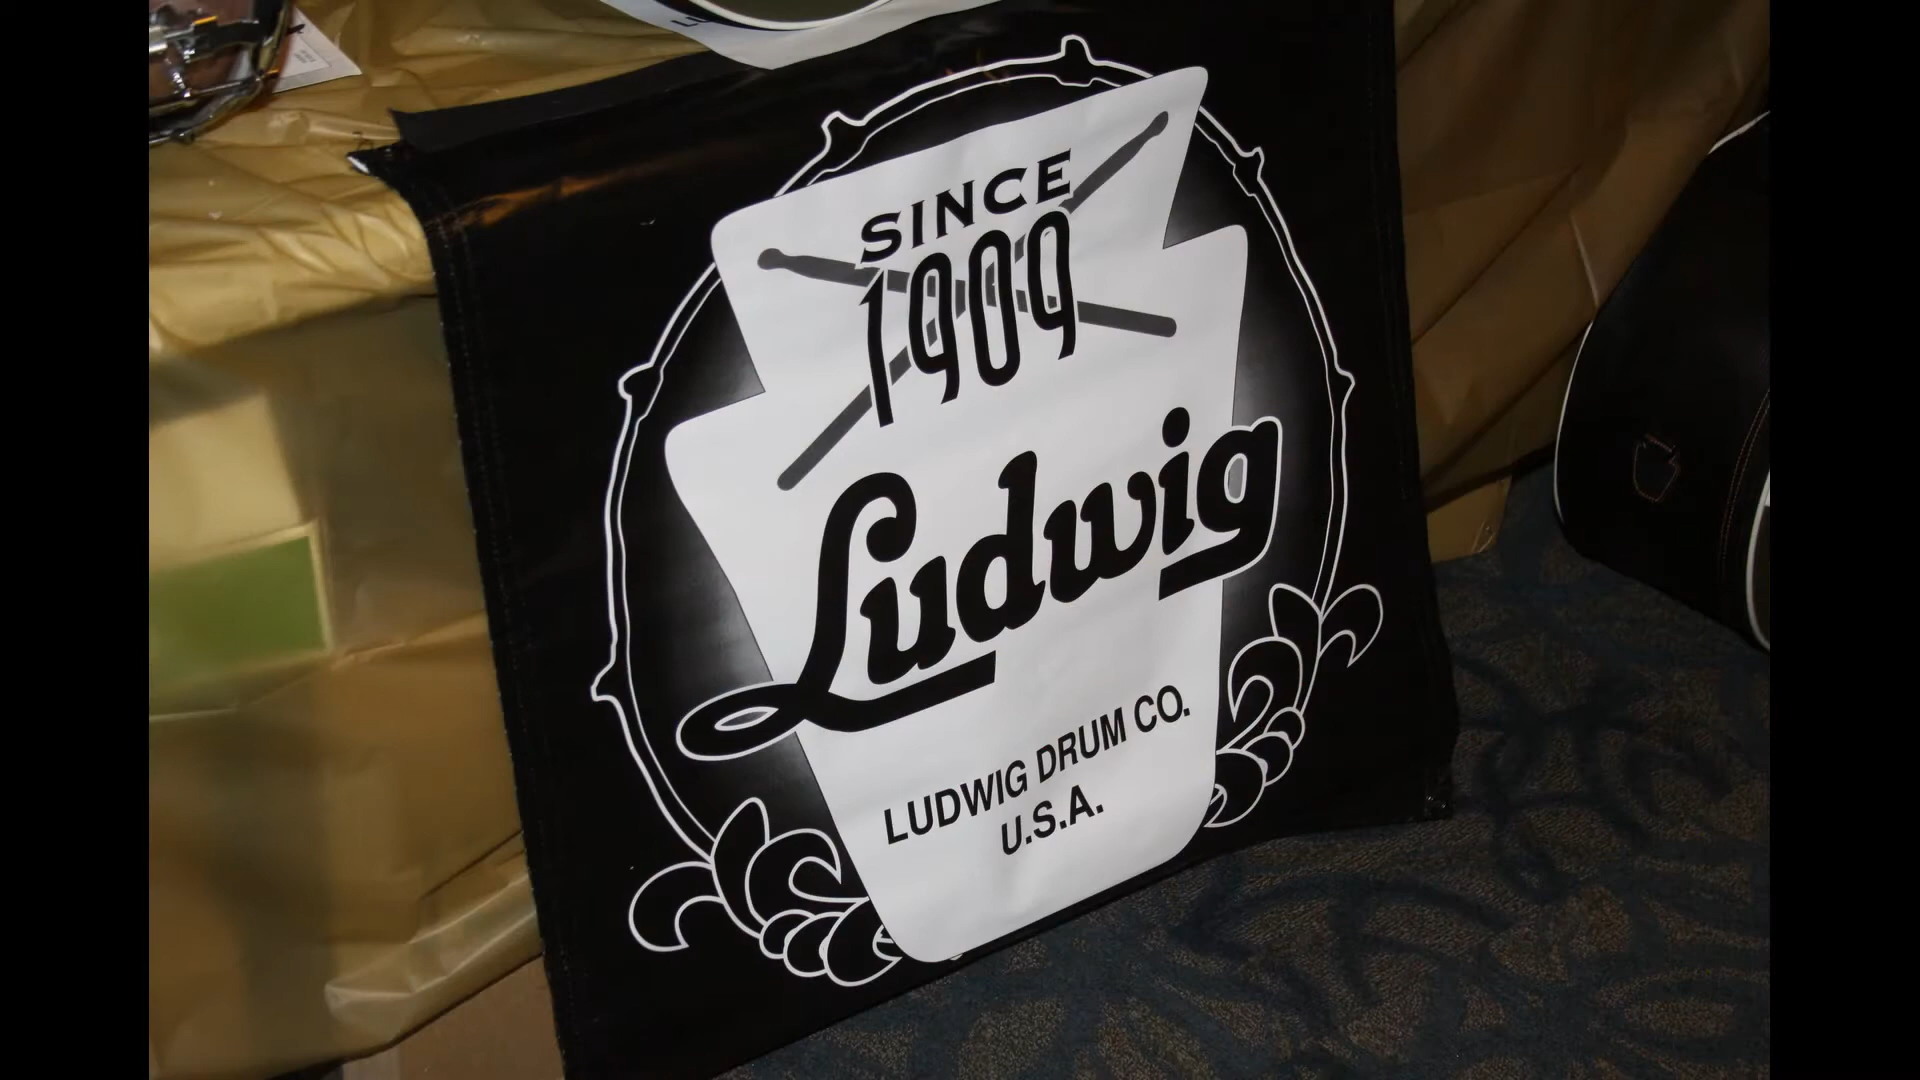 SINCE
1909
Ludwig
LUDWIG DRUM CO.
U.S.A.